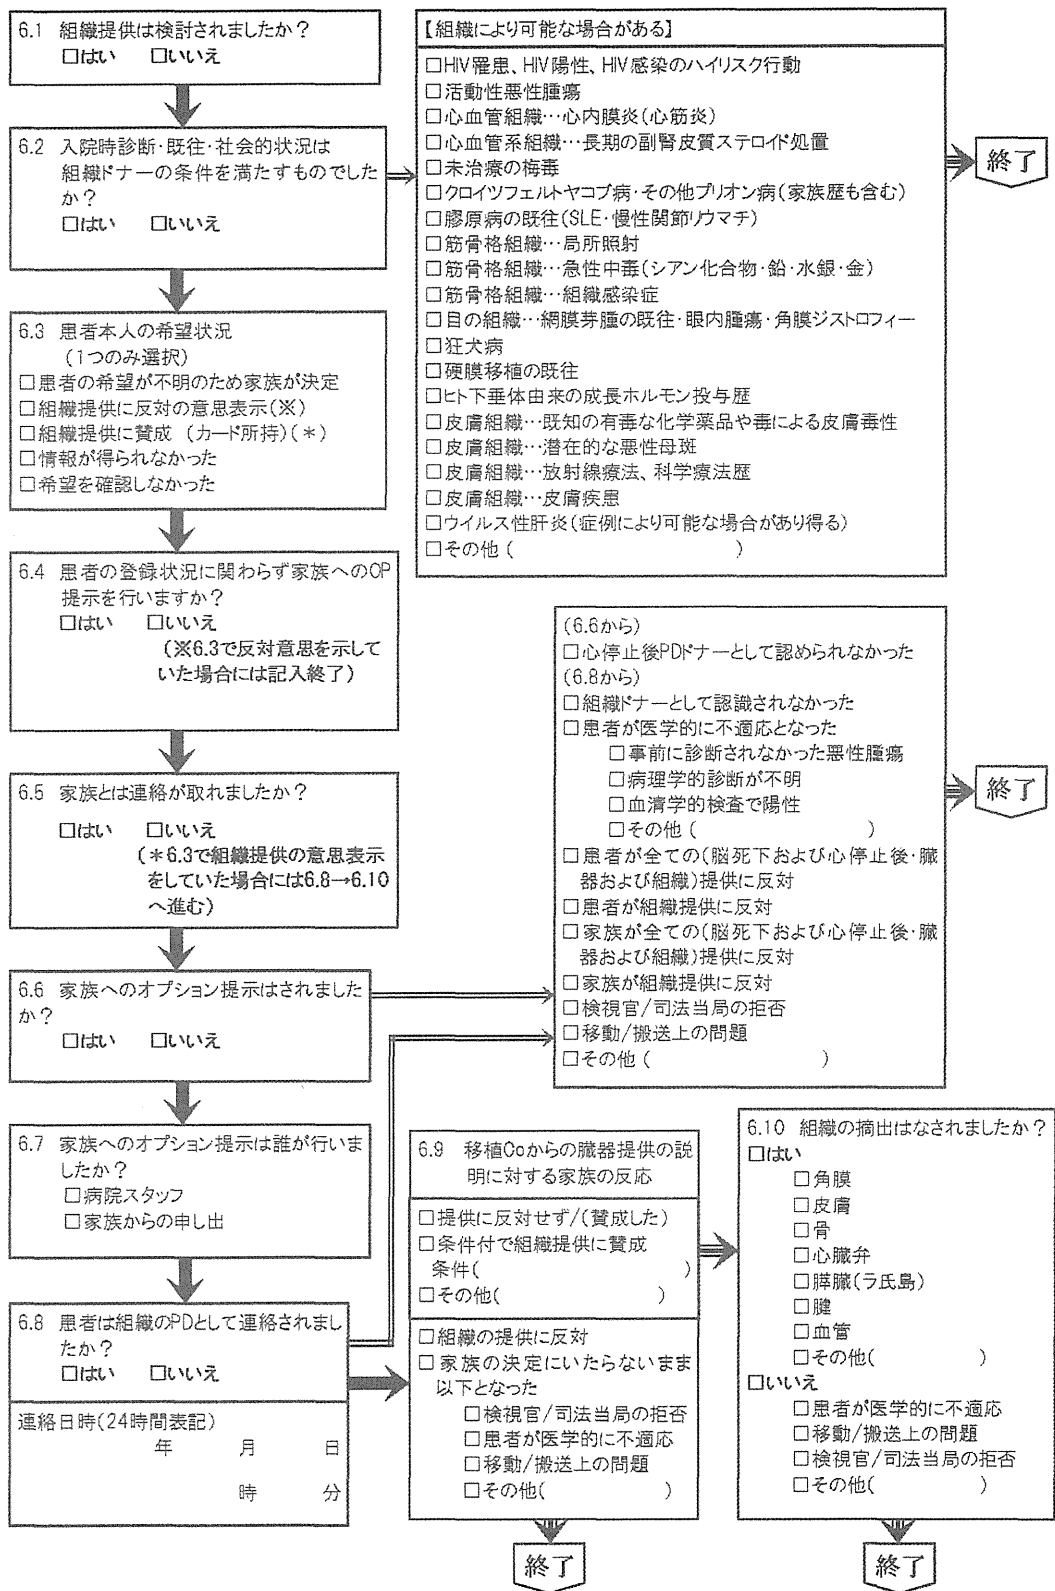 6.1 組織提供は検討されましたか？
□はい □いいえ
6.2 入院時診断・既往・社会的状況は
組織ドナーの条件を満たすものでした
か？
□はい □いいえ
【組織により可能な場合がある】
□HIV罹患、HIV陽性、HIV感染のハイリスク行動
□活動性悪性腫瘍
□心血管組織…心内膜炎(心筋炎)
□心血管系組織…長期の副腎皮質ステロイド処置
□未治療の梅毒
□クロイツフェルトヤコブ病・その他プリオン病(家族歴も含む)
□膠原病の既往(SLE・慢性関節リウマチ)
□筋骨格組織…局所照射
□筋骨格組織…急性中毒(シアン化合物・鉛・水銀・金)
□筋骨格組織…組織感染症
□目の組織…網膜芽腫の既往・眼内腫瘍・角膜ジストロフィー
□狂犬病
□硬膜移植の既往
□ヒト下垂体由来の成長ホルモン投与歴
□皮膚組織…既知の有毒な化学薬品や毒による皮膚毒性
□皮膚組織…潜在的な悪性母斑
□皮膚組織…放射線療法、科学療法歴
□皮膚組織…皮膚疾患
□ウイルス性肝炎(症例により可能な場合があり得る)
□その他 ( )
終了
6.3 患者本人の希望状況
(1つのみ選択)
□患者の希望が不明のため家族が決定
□組織提供に反対の意思表示(※)
□組織提供に賛成 (カード所持)(＊)
□情報が得られなかった
□希望を確認しなかった
6.4 患者の登録状況に関わらず家族へのOP
提示を行いますか？
□はい □いいえ
(※6.3で反対意思を示して
いた場合には記入終了)
6.5 家族とは連絡が取れましたか？
□はい □いいえ
(＊6.3で組織提供の意思表示
をしていた場合には6.8→6.10
へ進む)
6.6 家族へのオプション提示はされました
か？
□はい □いいえ
(6.6から)
□心停止後PDドナーとして認められなかった
(6.8から)
□組織ドナーとして認識されなかった
□患者が医学的に不適応となった
□事前に診断されなかった悪性腫瘍
□病理学的診断が不明
□血清学的検査で陽性
□その他 ( )
□患者が全ての(脳死下および心停止後・臓
器および組織)提供に反対
□患者が組織提供に反対
□家族が全ての(脳死下および心停止後・臓
器および組織)提供に反対
□家族が組織提供に反対
□検視官/司法当局の拒否
□移動/搬送上の問題
□その他 ( )
終了
6.7 家族へのオプション提示は誰が行いま
したか？
□病院スタッフ
□家族からの申し出
6.8 患者は組織のPDとして連絡されまし
たか？
□はい □いいえ
連絡日時(24時間表記)
年 月 日
時 分
6.9 移植Coからの臓器提供の説
明に対する家族の反応
□提供に反対せず/(賛成した)
□条件付で組織提供に賛成
条件( )
□その他( )
□組織の提供に反対
□家族の決定にいたらないまま
以下となった
□検視官/司法当局の拒否
□患者が医学的に不適応
□移動/搬送上の問題
□その他( )
終了
6.10 組織の摘出はなされましたか？
□はい
□角膜
□皮膚
□骨
□心臓弁
□膵臓(ラ氏島)
□腱
□血管
□その他( )
□いいえ
□患者が医学的に不適応
□移動/搬送上の問題
□検視官/司法当局の拒否
□その他( )
終了